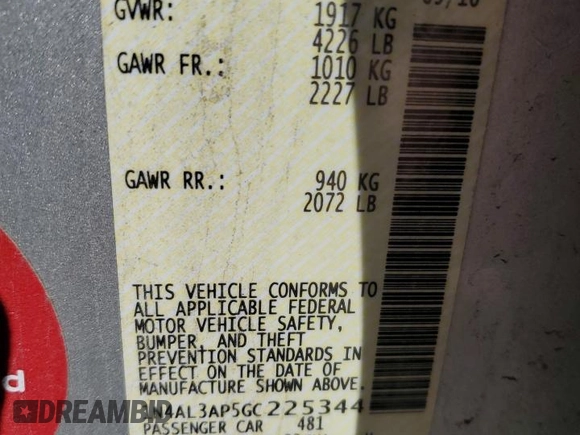 GVWR: 1917 KG
4226 LB
GAWR FR.: 1010 KG
2227 LB
GAWR RR.: 940 KG
2072 LB
THIS VEHICLE CONFORMS TO
ALL APPLICABLE FEDERAL
MOTOR VEHICLE SAFETY,
BUMPER, AND THEFT
PREVENTION STANDARDS IN
EFFECT ON THE DATE OF
MANUFACTURE SHOWN ABOVE.
N4AL3AP5GC225344
PASSENGER CAR 481
DREAMBID